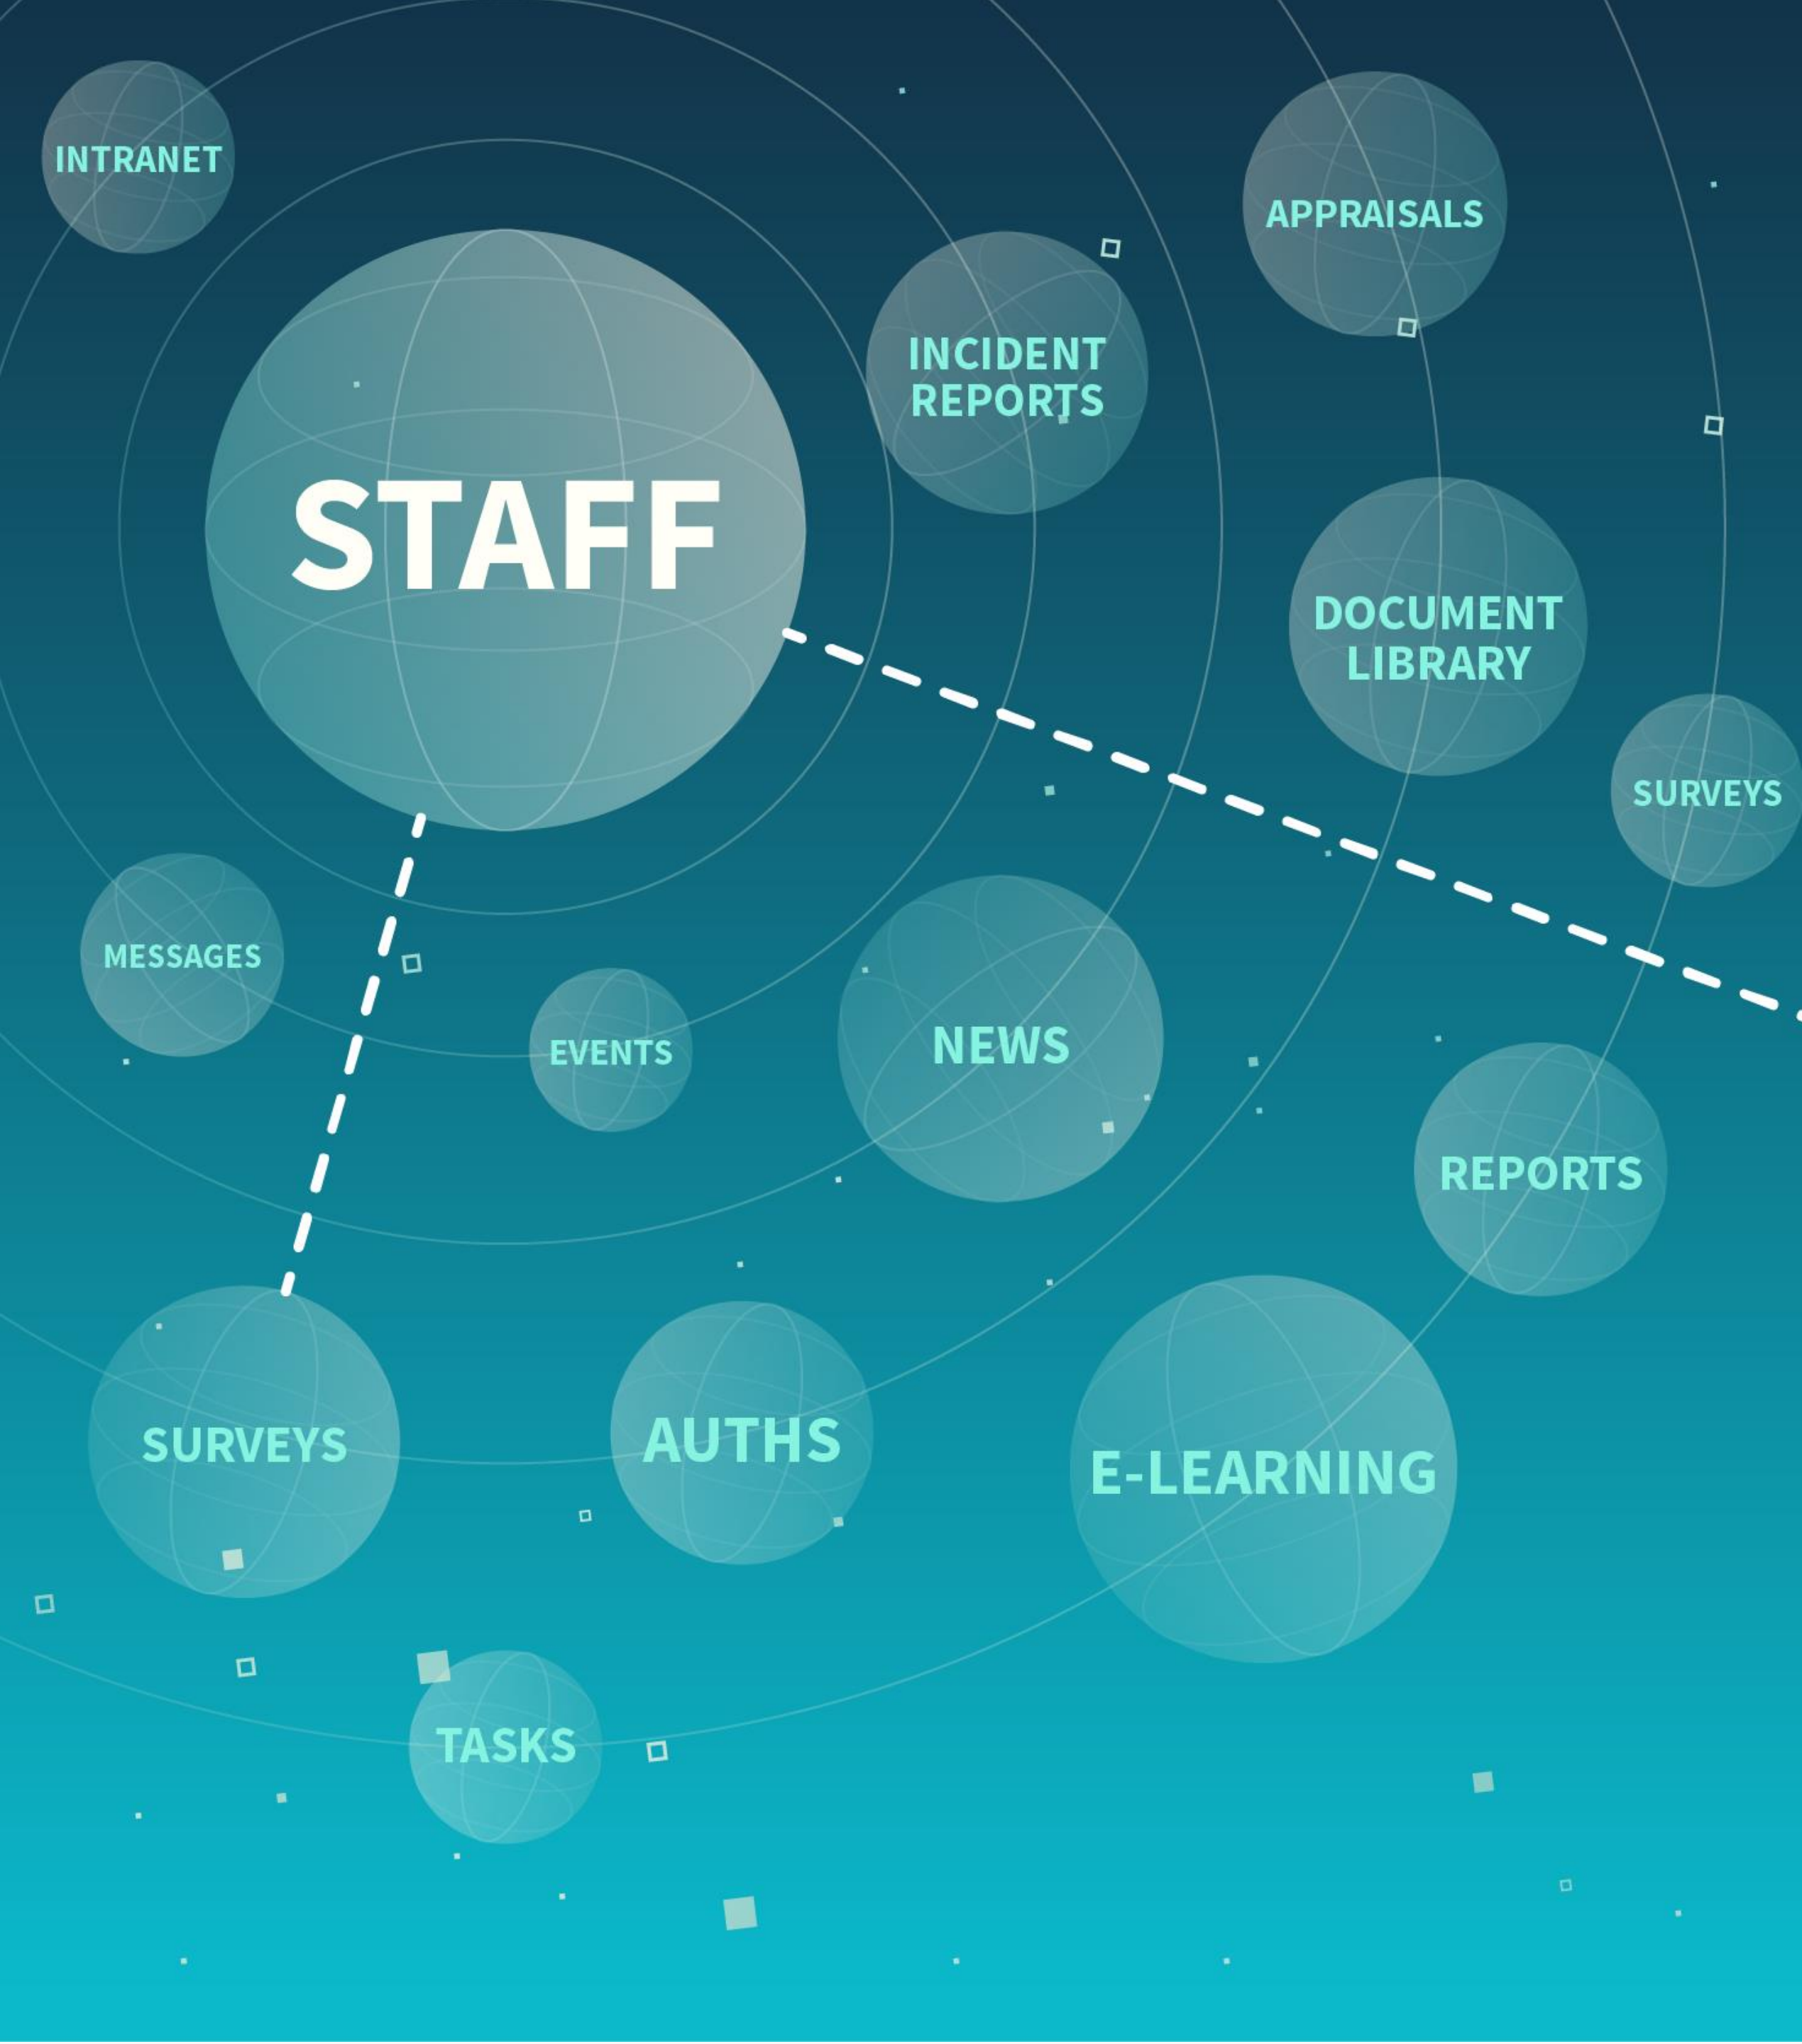 INTRANET
APPRAISALS
INCIDENT
REPORTS
STAFF
DOCUMENT
LIBRARY
SURVEYS
MESSAGES
EVENTS
NEWS
REPORTS
SURVEYS
AUTHS
E-LEARNING
TASKS